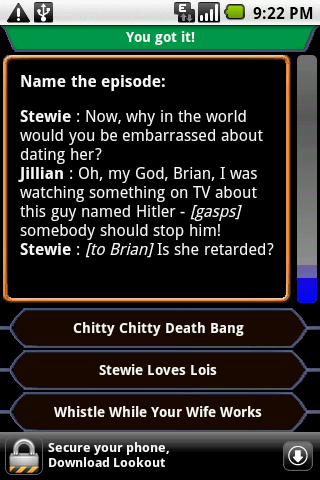 9:22 PM
You got it!
Name the episode:
Stewie : Now, why in the world
would you be embarrassed about
dating her?
Jillian : Oh, my God, Brian, I was
watching something on TV about
this guy named Hitler - [gasps]
somebody should stop him!
Stewie : [to Brian] Is she retarded?
Chitty Chitty Death Bang
Stewie Loves Lois
Whistle While Your Wife Works
Secure your phone,
Download Lookout